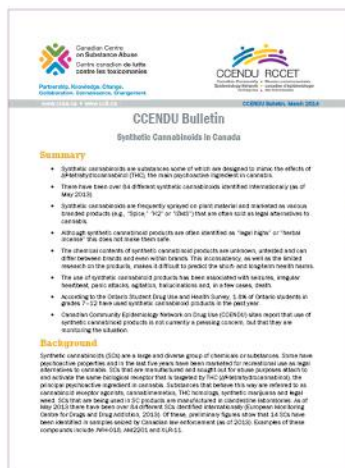 Canadian Centre
on Substance Abuse
Centre canadien de lutte
contre les toxicomanies
Partnership. Knowledge. Change.
Collaboration. Connaissance. Changement.
CCENDU RCCET
www.ccsa.ca • www.cclt.ca
CCENDU Bulletin, March 2014
CCENDU Bulletin
Synthetic Cannabinoids in Canada
Summary
• Synthetic cannabinoids are substances some of which are designed to mimic the effects of
(THC), the main psychoactive ingredient in cannabis.
• There have been over 84 different synthetic cannabinoids identified internationally (as of
May 2013).
• Synthetic cannabinoids are frequently sprayed on plant material and marketed as various
branded products (e.g., "Spice," "K2" or "IZMS") that are often sold as legal alternatives to
cannabis.
• Although synthetic cannabinoid products are often identified as "legal highs" or "herbal
incense" this does not make them safe.
• The chemical contents of synthetic cannabinoid products are unknown, untested and can
differ between brands and even within brands. This inconsistency, as well as the limited
research on the products, makes it difficult to predict the short- and long-term health harms.
• The use of synthetic cannabinoid products has been associated with seizures, irregular
heartbeat, panic attacks, agitation, hallucinations and, in a few cases, death.
• According to the Ontario Student Drug Use and Health Survey, 1.8% of Ontario students in
grades 7–12 have used synthetic cannabinoid products in the past year.
• Canadian Community Epidemiology Network on Drug Use (CCENDU) sites report that use of
synthetic cannabinoid products is not currently a pressing concern, but that they are
monitoring the situation.
Background
Synthetic cannabinoids (SCs) are a large and diverse group of chemicals or substances. Some have
psychoactive properties and in the last five years have been marketed for recreational use as legal
alternatives to cannabis. SCs that are manufactured and sought out for abuse purposes attach to
and activate the same biological receptor that is targeted by THC, the
principal psychoactive ingredient in cannabis. Substances that behave this way are referred to as
cannabinoid receptor agonists, cannabimimetics, THC homologs, synthetic marijuana and legal
weed. SCs that are being used in SC products are manufactured in clandestine laboratories. As of
May 2013 there have been over 84 different SCs identified internationally (European Monitoring
Centre for Drugs and Drug Addiction, 2013). Of these, preliminary figures show that 14 SCs have
been identified in samples seized by Canadian law enforcement (as of 2013). Examples of these
compounds include JWH-018, AM2201 and XLR-11.